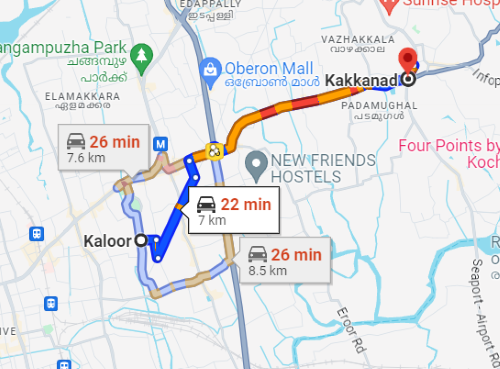 EDAPPALLY
ഇടപ്പള്ളി
Sunrise Hosp
angampuzha Park
ചങ്ങമ്പുഴ
പാർക്ക്
VAZHAKKALA
വാഴക്കാല
Oberon Mall
ഒബ്റോൺ മാൾ
Kakkanad
Infop
ELAMAKKARA
എളമക്കര
PADAMUGHAL
പടമുഗൾ
26 min
7.6 km
M
Four Points by
Koch
NEW FRIENDS
HOSTELS
22 min
7 km
Kaloor
26 min
8.5 km
Seaport - Airport Rd
Eroor Rd
IVE